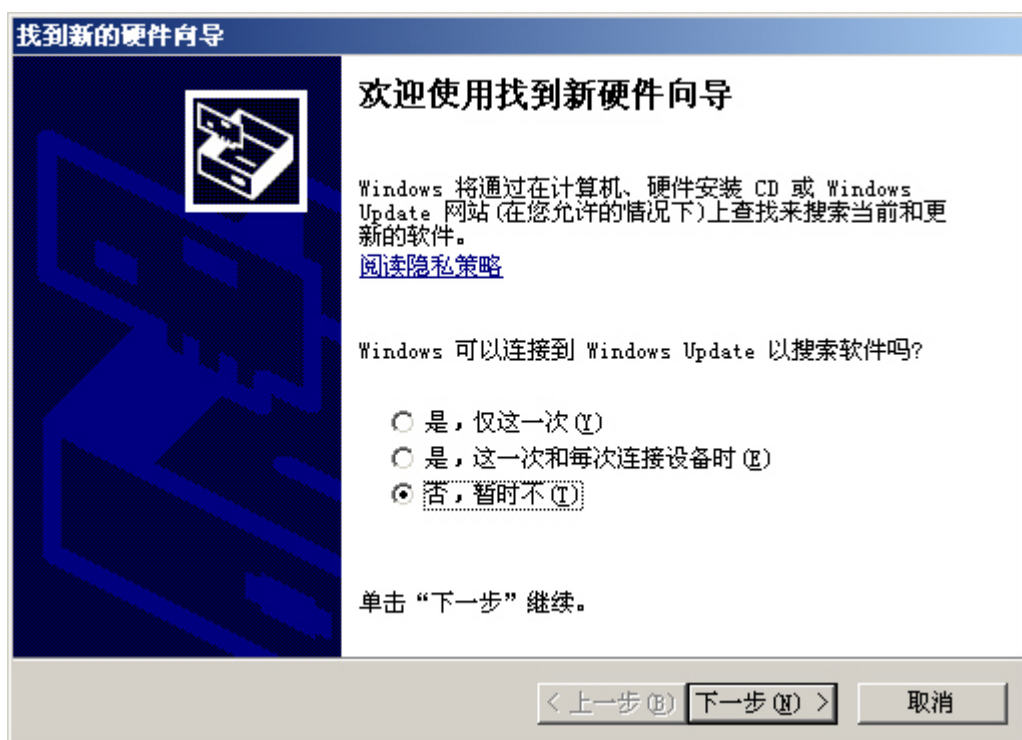 找到新的硬件向导
欢迎使用找到新硬件向导
Windows 将通过在计算机、硬件安装 CD 或 Windows
Update 网站(在您允许的情况下)上查找来搜索当前和更
新的软件。
阅读隐私策略
Windows 可以连接到 Windows Update 以搜索软件吗?
是，仅这一次(Y)
是，这一次和每次连接设备时(E)
否，暂时不(T)
单击“下一步”继续。
< 上一步(B) 下一步(N) > 取消